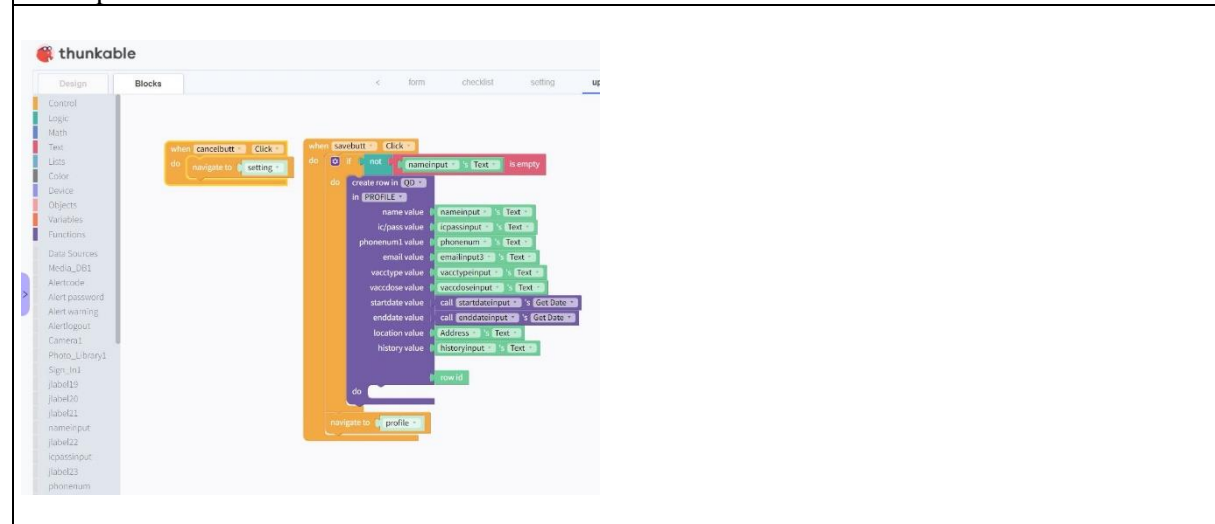 thunkable
Design Blocks < form checklist setting up
Control
Logic
Math
Text
Lists
Color
Device
Objects
Variables
Functions
Data Sources
Media_DB1
Alertcode
Alert password
Alert warning
Alertlogout
Camera1
Photo_Library1
Sign_In1
jlabel19
jlabel20
jlabel21
nameinput
jlabel22
icpassinput
jlabel23
phonenum
when cancelbutt Click
do navigate to setting
when savebutt Click
do if not nameinput 's Text is empty
do create row in QD
in PROFILE
name value nameinput 's Text
ic/pass value icpassinput 's Text
phonenum1 value phonenum 's Text
email value emailinput3 's Text
vacctype value vacctypeinput 's Text
vaccdose value vaccdoseinput 's Text
startdate value call startdateinput 's Get Date
enddate value call enddateinput 's Get Date
location value Address 's Text
history value historyinput 's Text
row id
do
navigate to profile